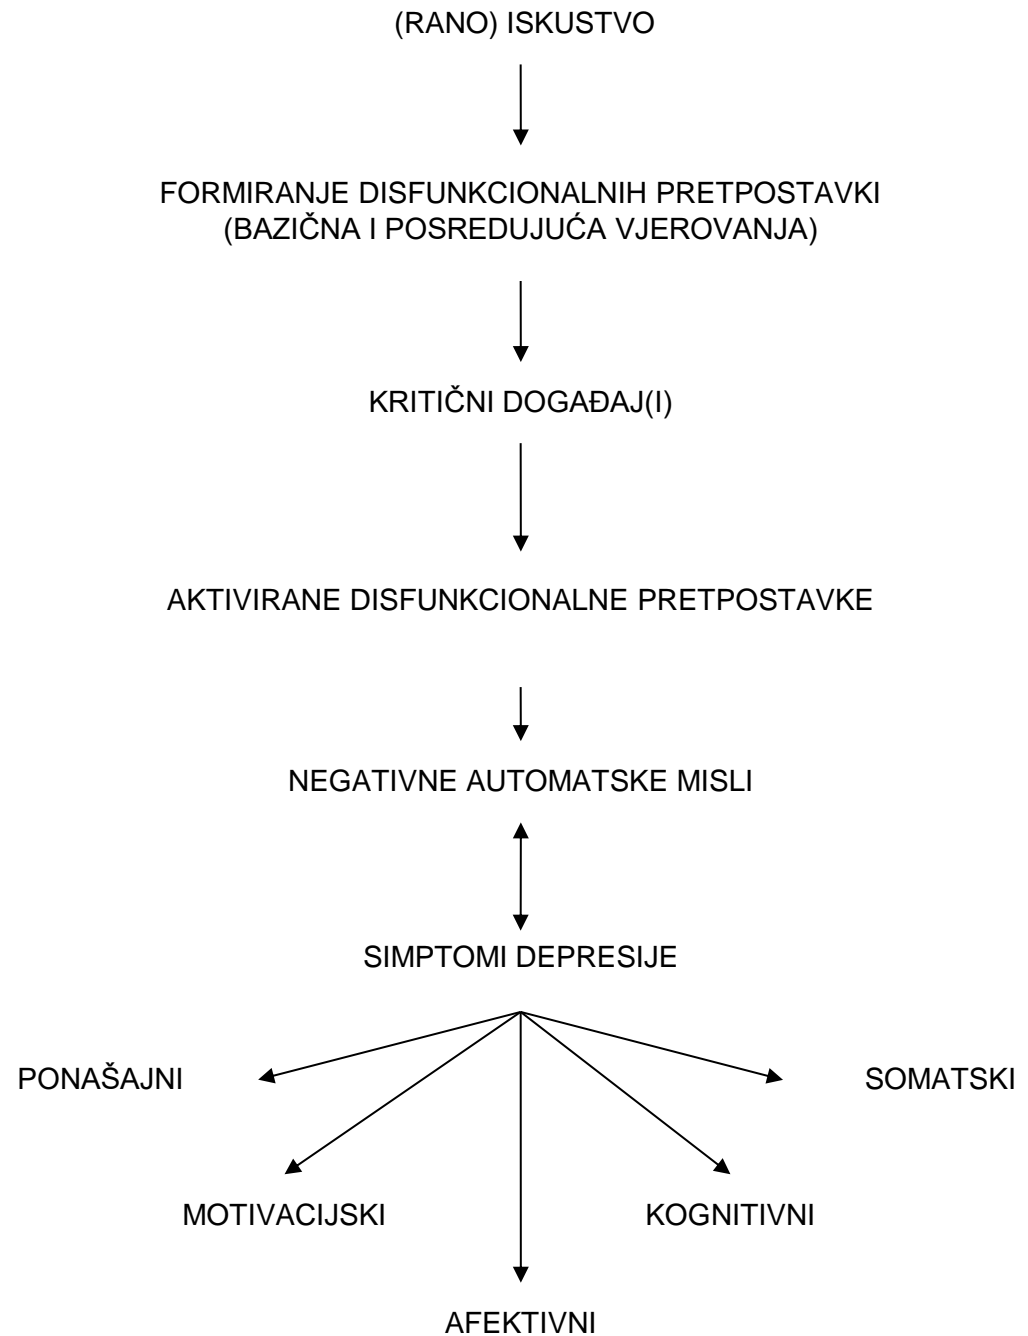 (RANO) ISKUSTVO
FORMIRANJE DISFUNKCIONALNIH PRETPOSTAVKI
(BAZIČNA I POSREDUJUĆA VJEROVANJA)
KRITIČNI DOGAĐAJ(I)
AKTIVIRANE DISFUNKCIONALNE PRETPOSTAVKE
NEGATIVNE AUTOMATSKE MISLI
SIMPTOMI DEPRESIJE
PONAŠAJNI
SOMATSKI
MOTIVACIJSKI
KOGNITIVNI
AFEKTIVNI